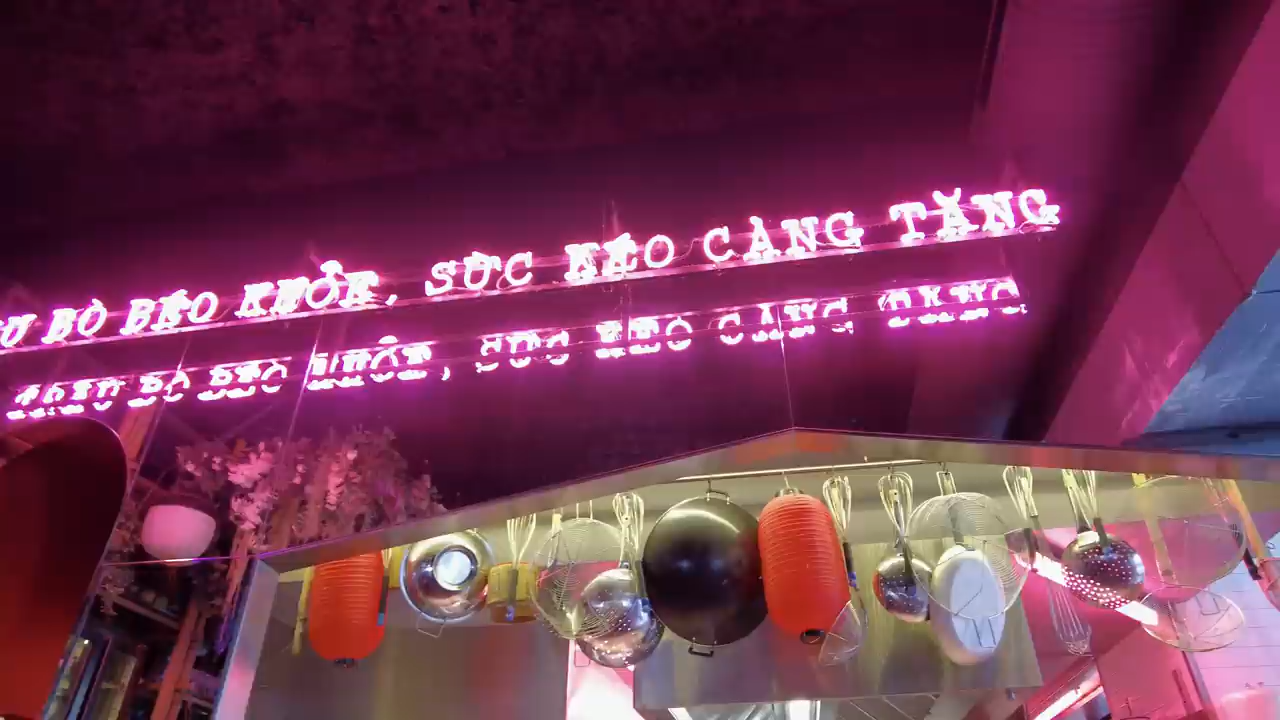 BÒ BÉO KHỎE, SỨC KÉO CÀNG TĂNG